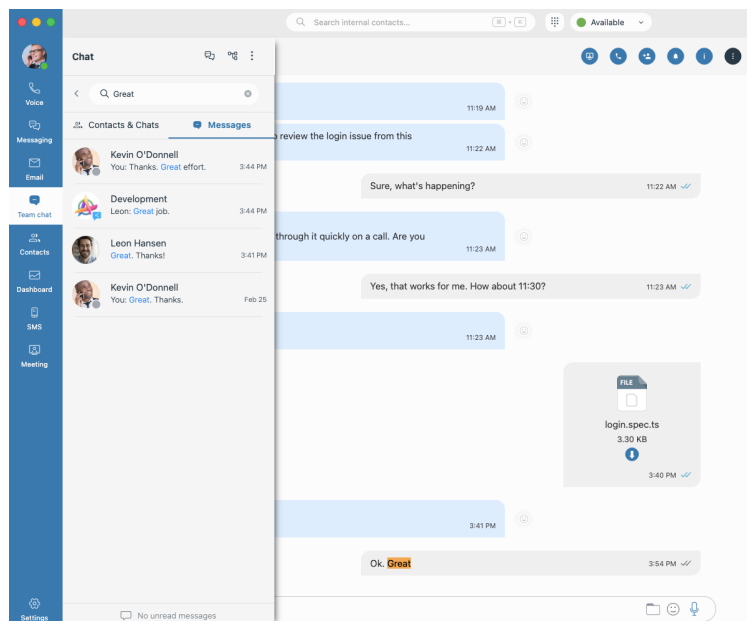 Search internal contacts...
⌘ + K
Available
Chat
Great
Contacts & Chats
Messages
Kevin O'Donnell
You: Thanks. Great effort.
3:44 PM
Development
Leon: Great job.
3:44 PM
Leon Hansen
Great. Thanks!
3:41 PM
Kevin O'Donnell
You: Great. Thanks.
Feb 25
No unread messages
Voice
Messaging
Email
Team chat
Contacts
Dashboard
SMS
Meeting
Settings
11:19 AM
review the login issue from this
11:22 AM
Sure, what's happening?
11:22 AM
through it quickly on a call. Are you
11:23 AM
Yes, that works for me. How about 11:30?
11:23 AM
11:23 AM
FILE
login.spec.ts
3.30 KB
3:40 PM
3:41 PM
Ok. Great
3:54 PM